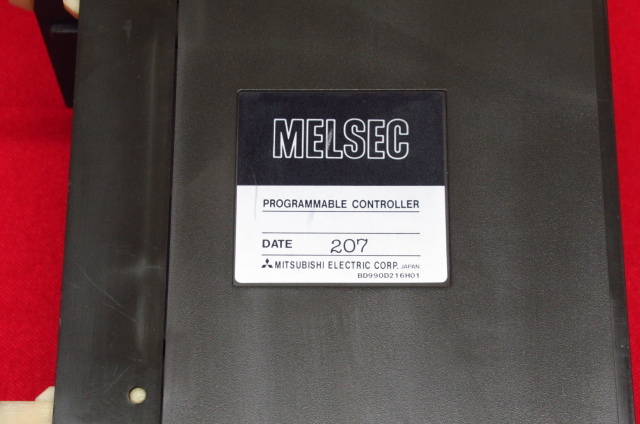 MELSEC
PROGRAMMABLE CONTROLLER
DATE 207
MITSUBISHI ELECTRIC CORP. JAPAN
BD990D216H01